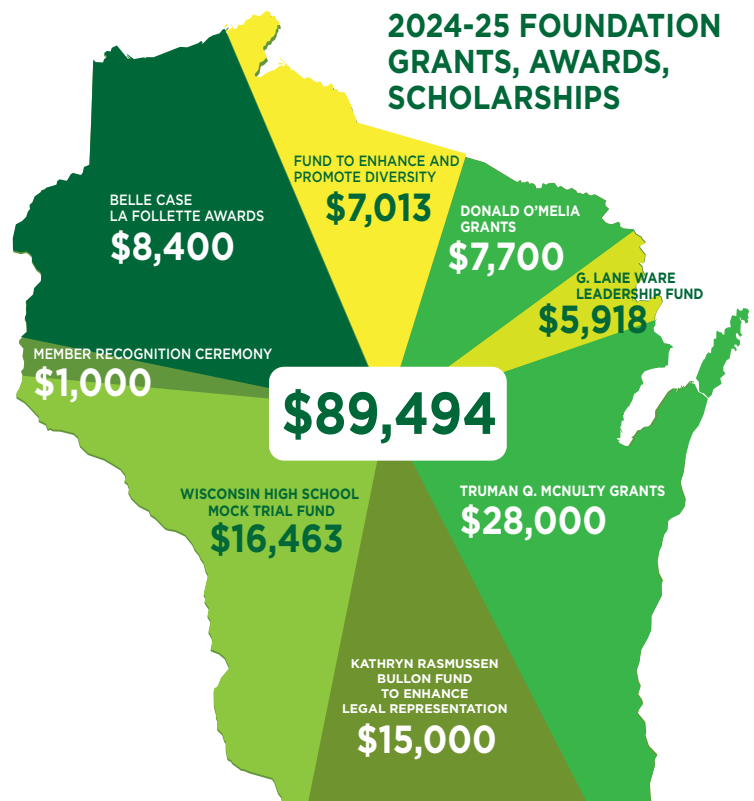 2024-25 FOUNDATION
GRANTS, AWARDS,
SCHOLARSHIPS
FUND TO ENHANCE AND
PROMOTE DIVERSITY
$7,013
BELLE CASE
LA FOLLETTE AWARDS
$8,400
DONALD O’MELIA
GRANTS
$7,700
G. LANE WARE
LEADERSHIP FUND
$5,918
MEMBER RECOGNITION CEREMONY
$1,000
$89,494
WISCONSIN HIGH SCHOOL
MOCK TRIAL FUND
$16,463
TRUMAN Q. MCNULTY GRANTS
$28,000
KATHRYN RASMUSSEN
BULLON FUND
TO ENHANCE
LEGAL REPRESENTATION
$15,000